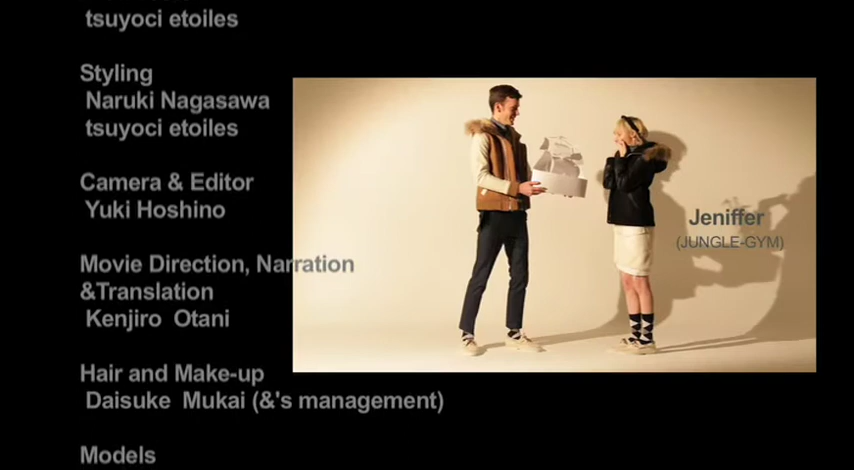 tsuyoci etoiles
Styling
Naruki Nagasawa
tsuyoci etoiles
Camera & Editor
Yuki Hoshino
Movie Direction, Narration
&Translation
Kenjiro Otani
Hair and Make-up
Daisuke Mukai (&'s management)
Models
Jeniffer
(JUNGLE-GYM)